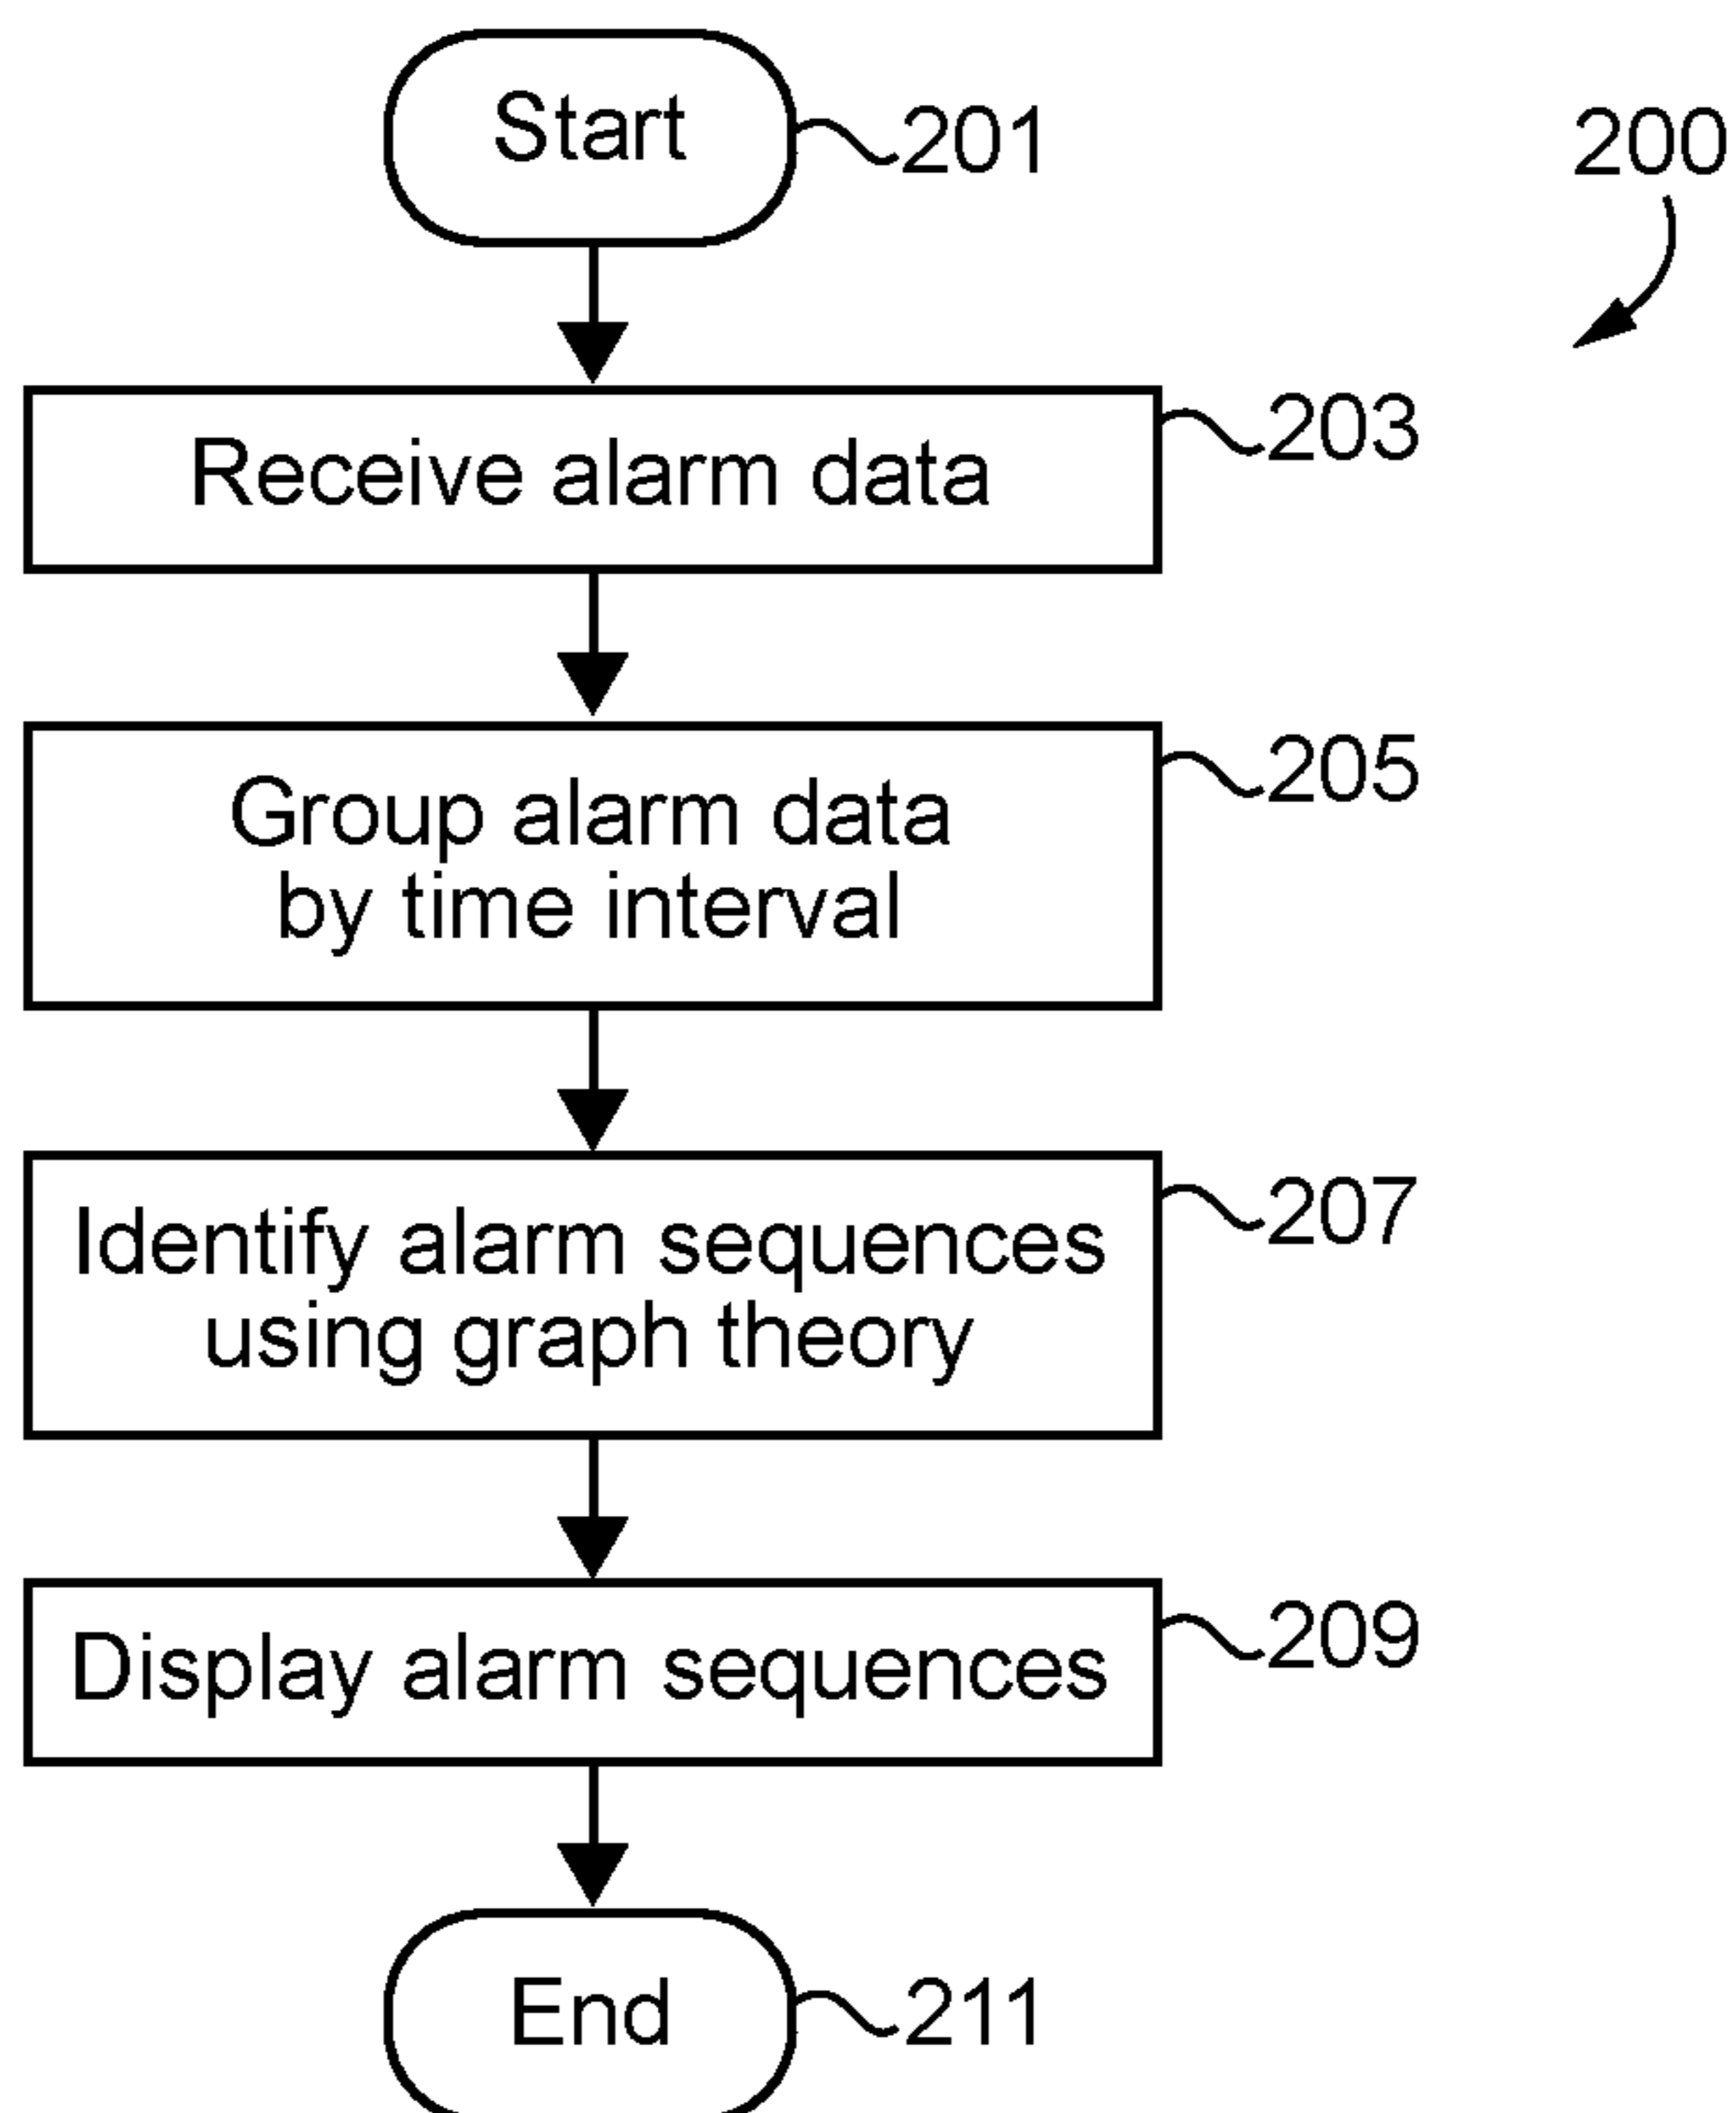 Start
201
200
Receive alarm data
203
Group alarm data
by time interval
205
Identify alarm sequences
using graph theory
207
Display alarm sequences
209
End
211